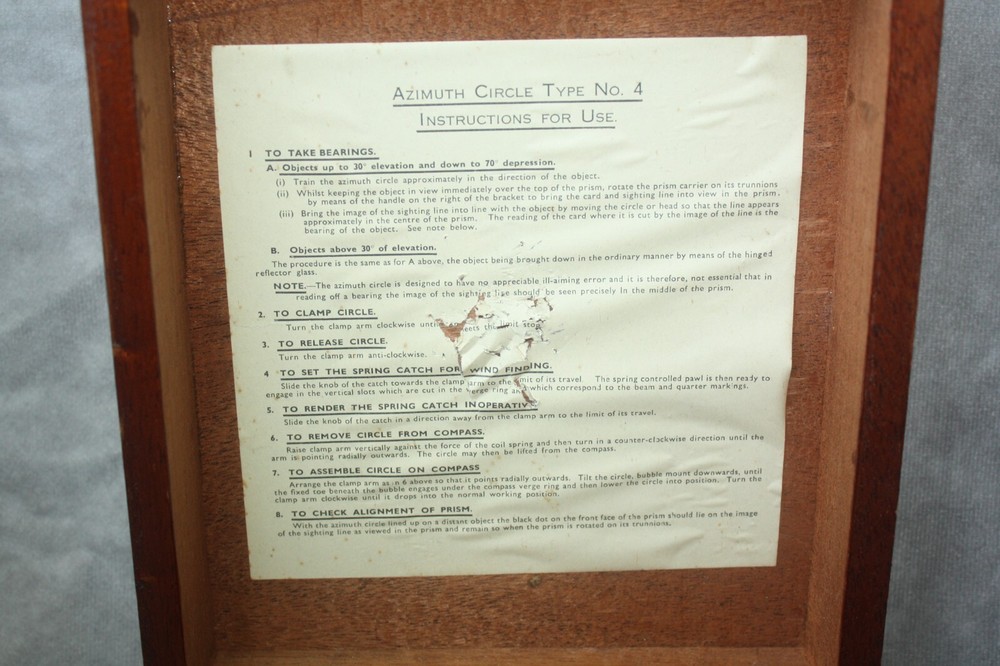 AZIMUTH CIRCLE TYPE NO. 4
INSTRUCTIONS FOR USE.
1 TO TAKE BEARINGS.
A. Objects up to 30° elevation and down to 70° depression.
(i) Train the azimuth circle approximately in the direction of the object.
(ii) Whilst keeping the object in view immediately over the top of the prism, rotate the prism carrier on its trunnions
by means of the handle on the right of the bracket to bring the card and sighting line into view in the prism.
(iii) Bring the image of the sighting line into line with the object by moving the circle or head so that the line appears
approximately in the centre of the prism. The reading of the card where it is cut by the image of the line is the
bearing of the object. See note below.
B. Objects above 30° of elevation.
The procedure is the same as for A above, the object being brought down in the ordinary manner by means of the hinged
reflector glass.
NOTE.—The azimuth circle is designed to have no appreciable ill-aiming error and it is therefore, not essential that in
reading off a bearing the image of the sighting line should be seen precisely in the middle of the prism.
2. TO CLAMP CIRCLE.
Turn the clamp arm clockwise until meets the limit stop
3. TO RELEASE CIRCLE.
Turn the clamp arm anti-clockwise.
4 TO SET THE SPRING CATCH FOR WIND FINDING.
Slide the knob of the catch towards the clamp arm to the limit of its travel. The spring controlled pawl is then ready to
engage in the vertical slots which are cut in the verge ring and which correspond to the beam and quarter markings.
5. TO RENDER THE SPRING CATCH INOPERATIV
Slide the knob of the catch in a direction away from the clamp arm to the limit of its travel.
6. TO REMOVE CIRCLE FROM COMPASS.
Raise clamp arm vertically against the force of the coil spring and then turn in a counter-clockwise direction until the
arm is pointing radially outwards. The circle may then be lifted from the compass.
7. TO ASSEMBLE CIRCLE ON COMPASS
Arrange the clamp arm as in 6 above so that it points radially outwards. Tilt the circle, bubble mount downwards, until
the fixed toe beneath the bubble engages under the compass verge ring and then lower the circle into position. Turn the
clamp arm clockwise until it drops into the normal working position.
8. TO CHECK ALIGNMENT OF PRISM.
With the azimuth circle lined up on a distant object the black dot on the front face of the prism should lie on the image
of the sighting line as viewed in the prism and remain so when the prism is rotated on its trunnions.